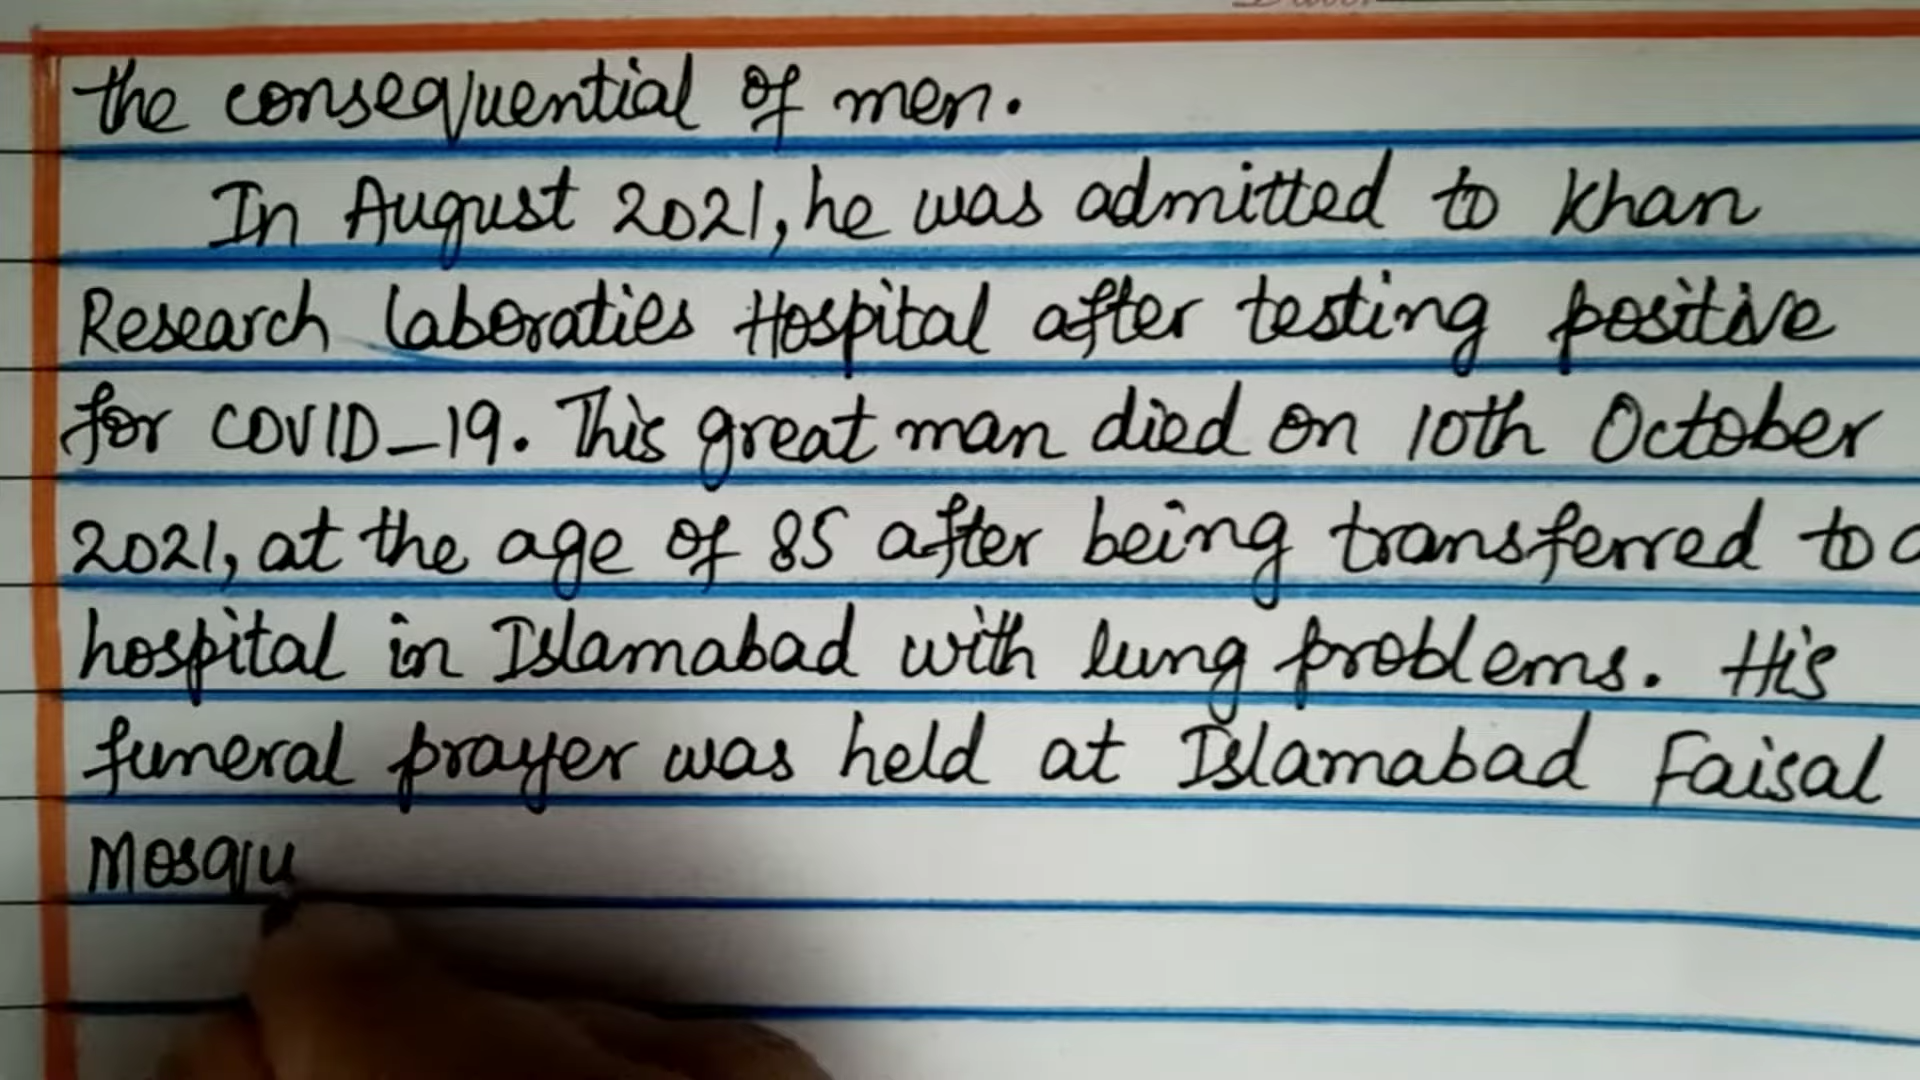 the consequential of men.
In August 2021, he was admitted to Khan
Research laboraties Hospital after testing positive
for COVID_19. This great man died on 10th October
2021, at the age of 85 after being transferred to a
hospital in Islamabad with lung problems. His
funeral prayer was held at Islamabad Faisal
Mosqu